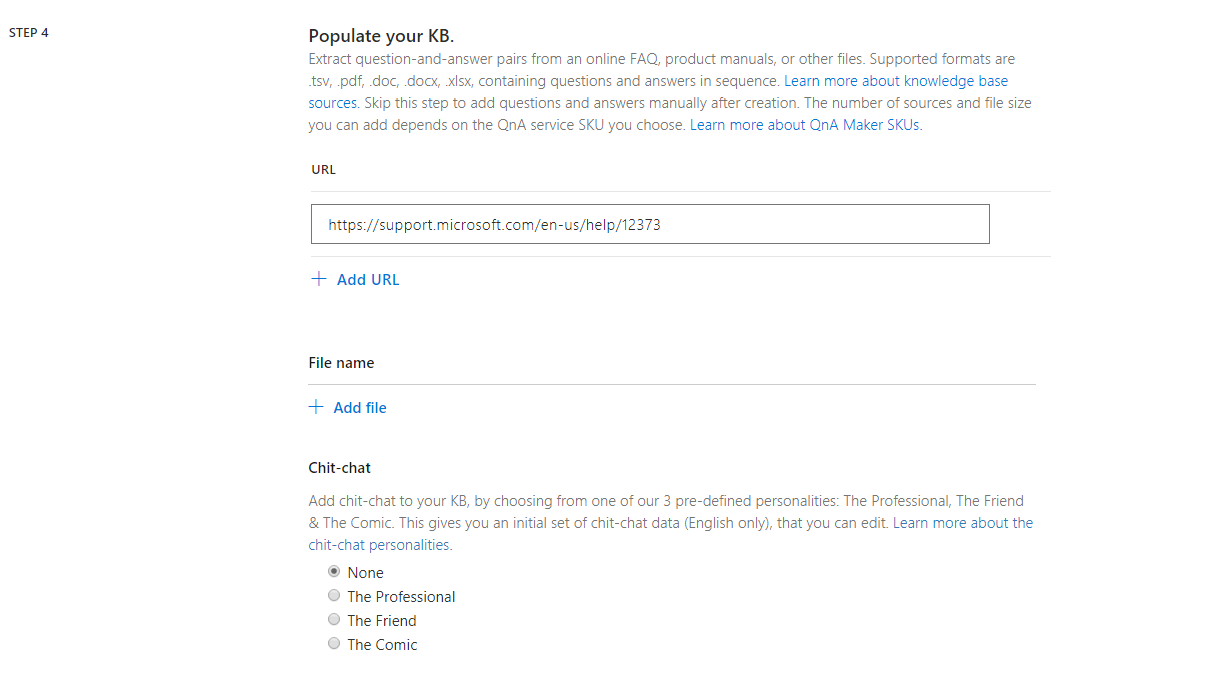 STEP 4
Populate your KB.
Extract question-and-answer pairs from an online FAQ, product manuals, or other files. Supported formats are
.tsv, .pdf, .doc, .docx, .xlsx, containing questions and answers in sequence. Learn more about knowledge base
sources. Skip this step to add questions and answers manually after creation. The number of sources and file size
you can add depends on the QnA service SKU you choose. Learn more about QnA Maker SKUs.
URL
https://support.microsoft.com/en-us/help/12373
+ Add URL
File name
+ Add file
Chit-chat
Add chit-chat to your KB, by choosing from one of our 3 pre-defined personalities: The Professional, The Friend
& The Comic. This gives you an initial set of chit-chat data (English only), that you can edit. Learn more about the
chit-chat personalities.
None
The Professional
The Friend
The Comic